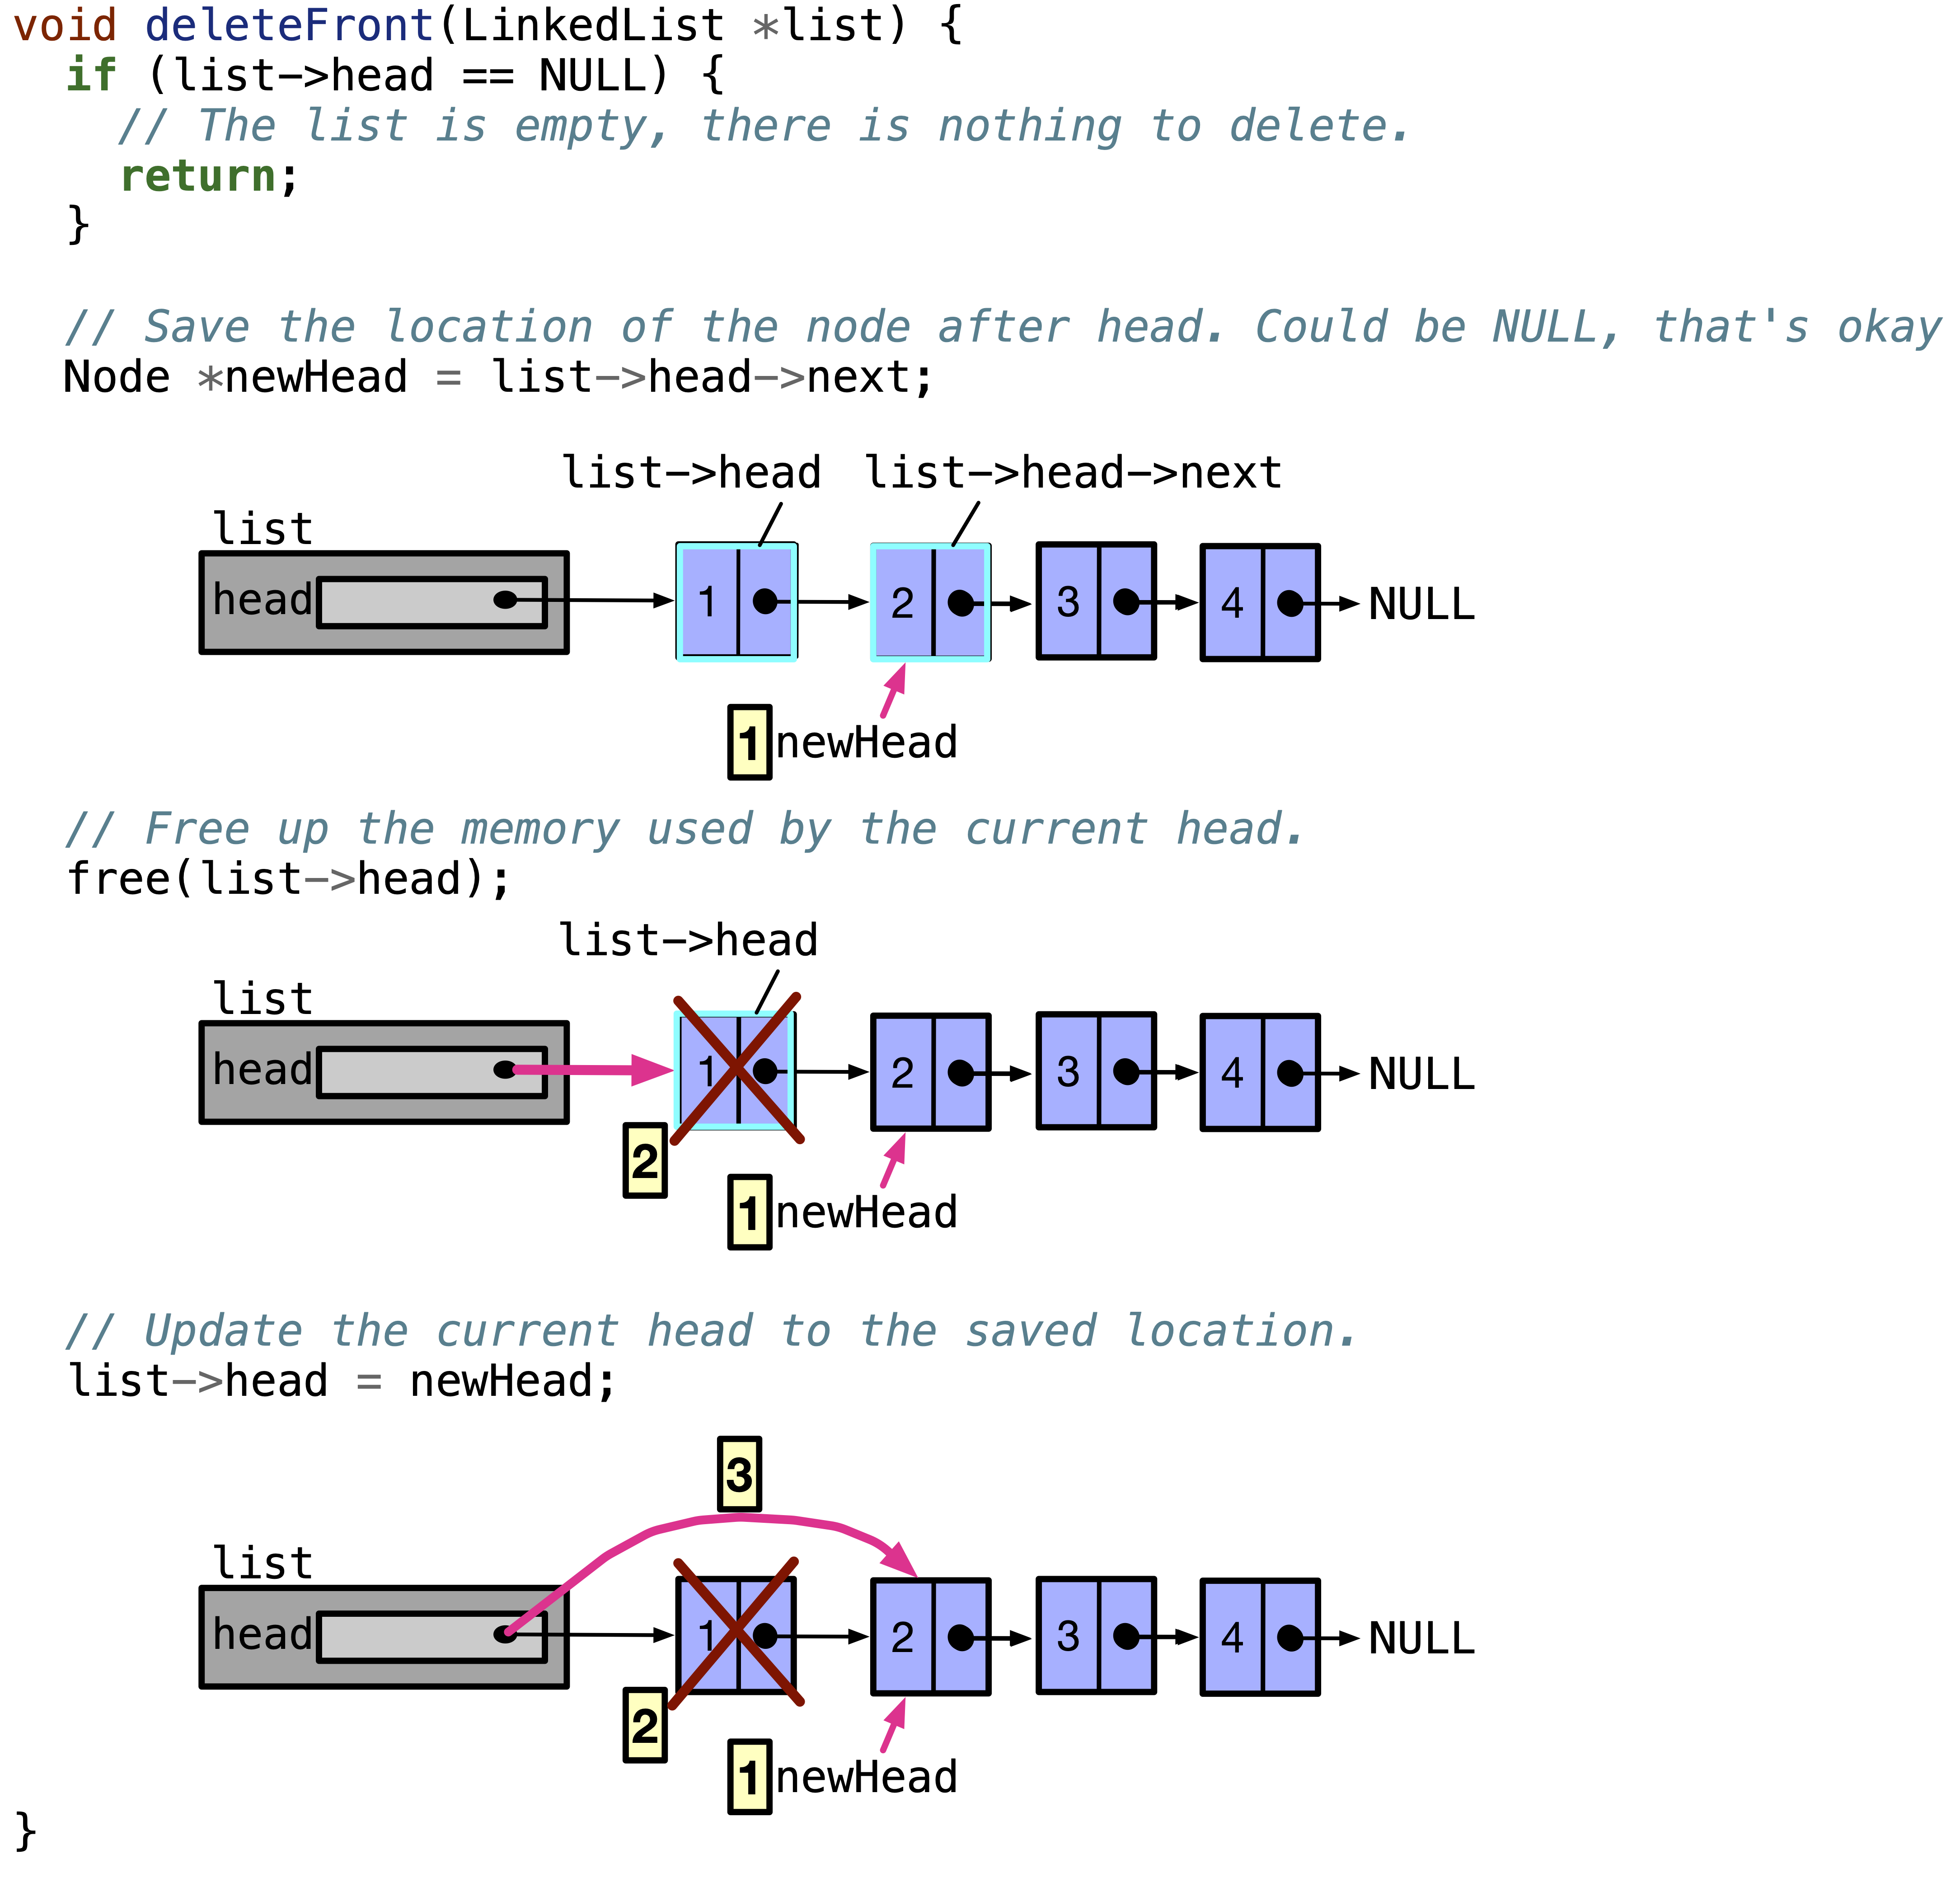 void deleteFront(LinkedList *list) {
if (list->head == NULL) {
// The list is empty, there is nothing to delete.
return;
}
// Save the location of the node after head. Could be NULL, that's okay
Node *newHead = list->head->next;
list->head list->head->next
list
head 1 2 3 4 NULL
1 newHead
// Free up the memory used by the current head.
free(list->head);
list->head
list
head 1 2 3 4 NULL
2
1 newHead
// Update the current head to the saved location.
list->head = newHead;
3
list
head 1 2 3 4 NULL
2
1 newHead
}